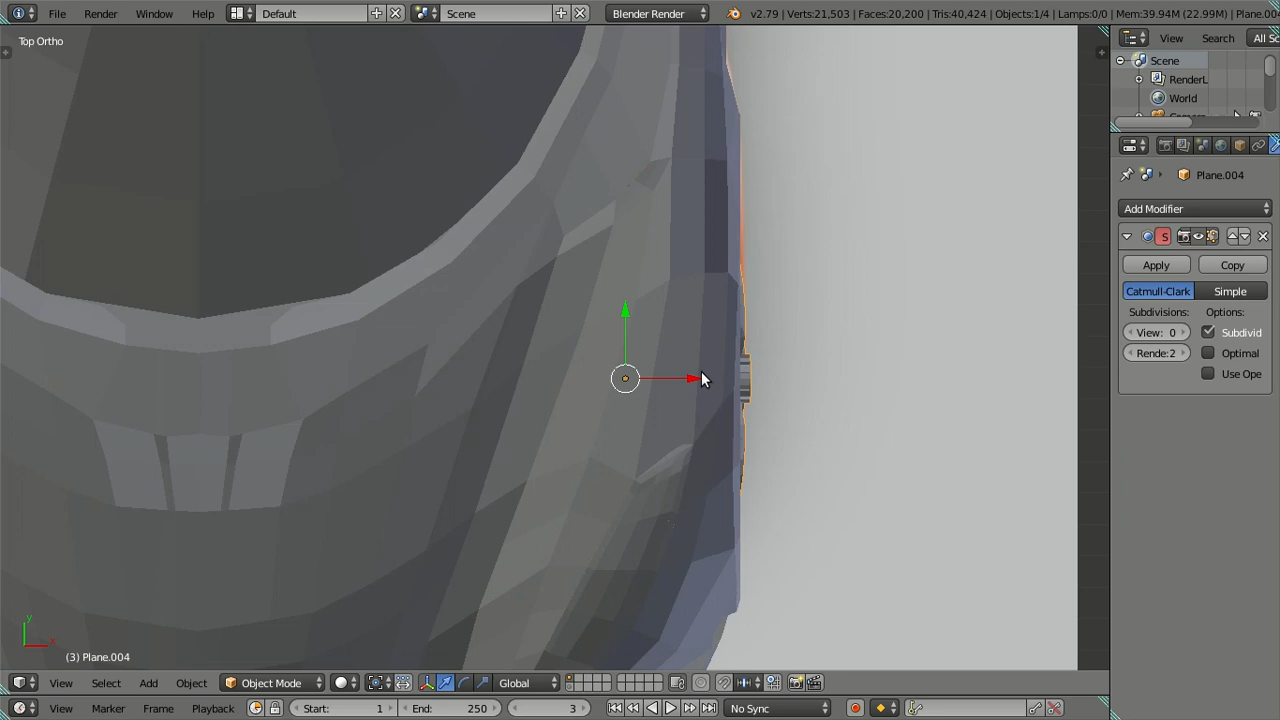 File Render Window Help Default Scene Blender Render v2.79 | Verts:21,503 | Faces:20,200 | Tris:40,424 | Objects:1/4 | Lamps:0/0 | Mem:39.94M (22.99M) | Plane.00
Top Ortho
View Search All Sc
Scene
RenderL
World
Plane.004
Add Modifier
S
Apply Copy
Catmull-Clark Simple
Subdivisions: Options:
View: 0 Subdivid
Rende:2 Optimal
Use Ope
y
x
(3) Plane.004
View Select Add Object Object Mode Global
View Marker Frame Playback Start: 1 End: 250 3 No Sync